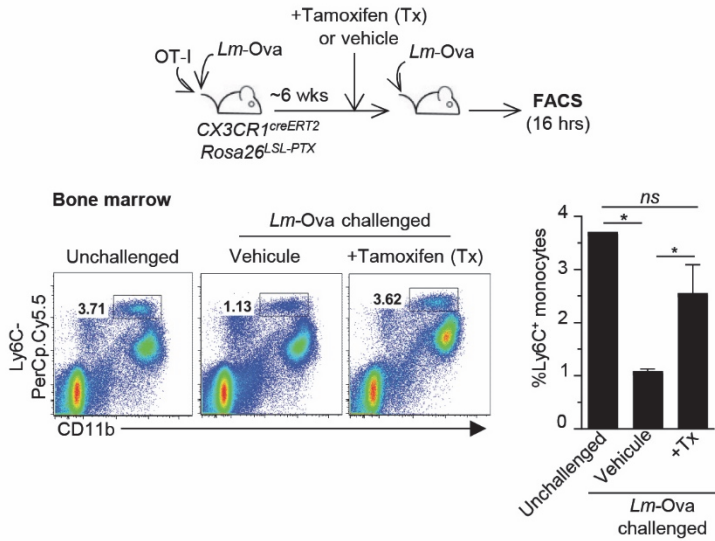 +Tamoxifen (Tx)
or vehicle
OT-I
Lm-Ova
Lm-Ova
~6 wks
FACS
(16 hrs)
CX3CR1creERT2
Rosa26LSL-PTX
Bone marrow
Lm-Ova challenged
Unchallenged
Vehicule
+Tamoxifen (Tx)
3.71
1.13
3.62
Ly6C-
PerCp.Cy5.5
CD11b
ns
*
*
4
3
2
1
0
%Ly6C+ monocytes
Unchallenged
Vehicule
+Tx
Lm-Ova
challenged